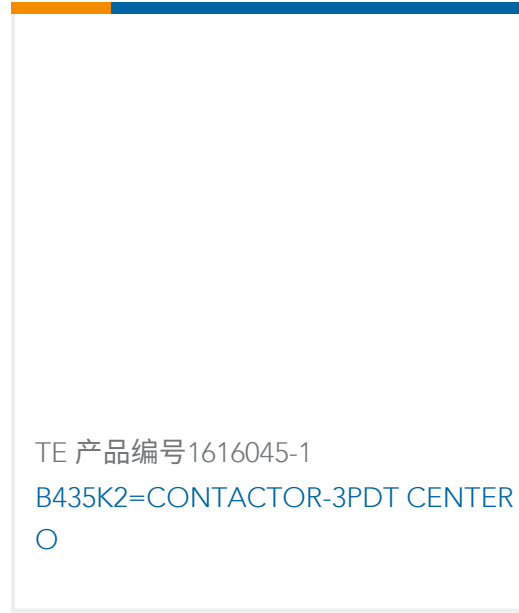 TE 产品编号1616045-1
B435K2=CONTACTOR-3PDT CENTER
O